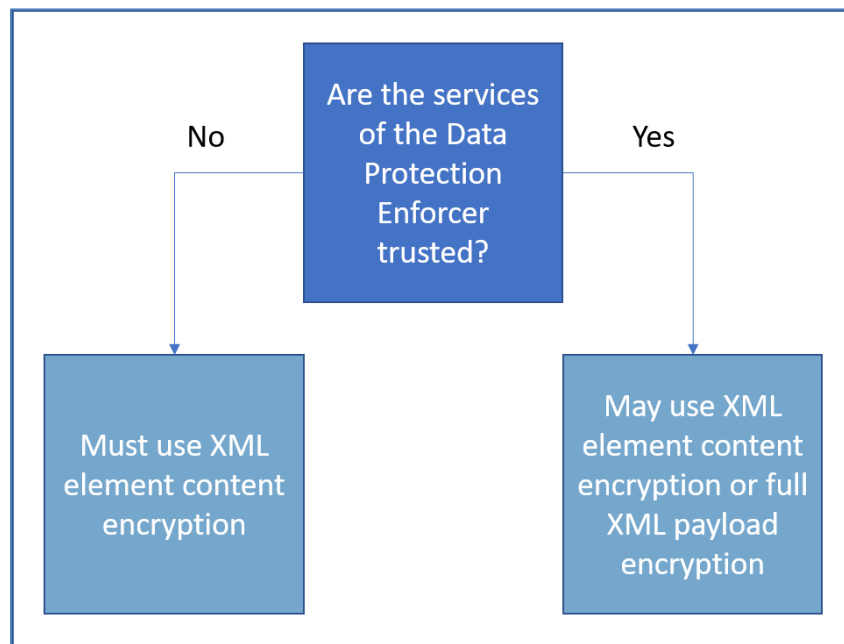 Are the services
of the Data
Protection
Enforcer
trusted?
No
Yes
Must use XML
element content
encryption
May use XML
element content
encryption or full
XML payload
encryption